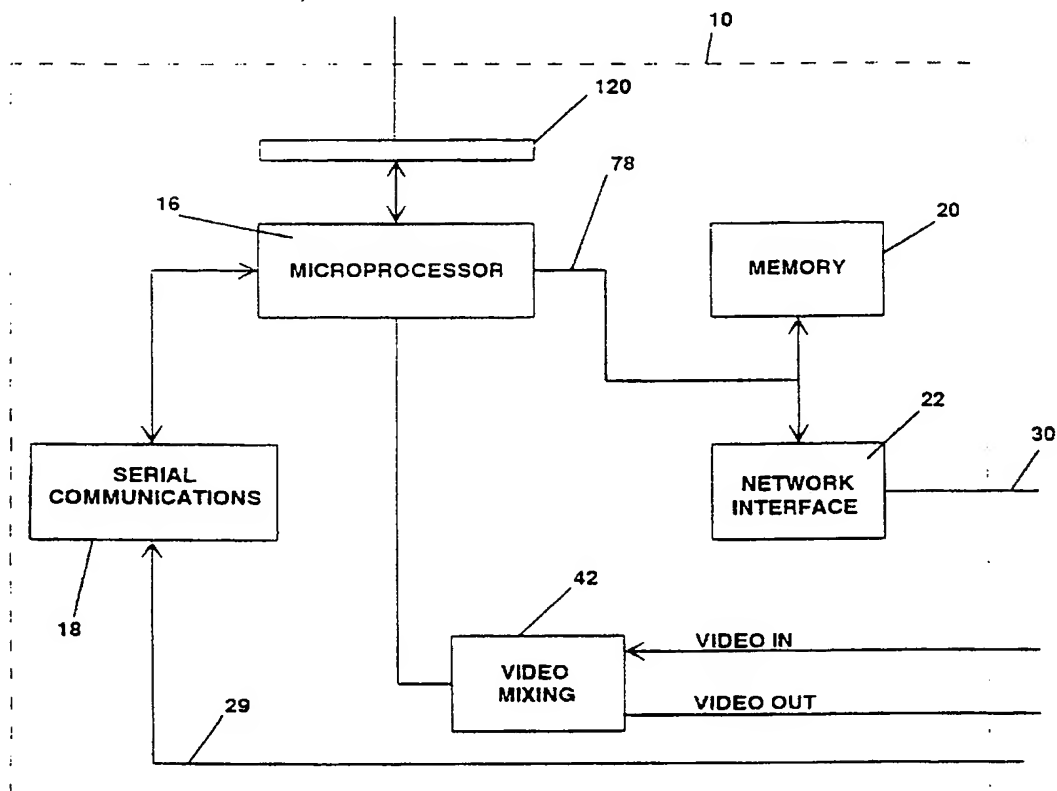 10
120
78
16
20
MICROPROCESSOR
MEMORY
22
30
SERIAL
COMMUNICATIONS
NETWORK
INTERFACE
42
18
VIDEO IN
VIDEO
MIXING
VIDEO OUT
29